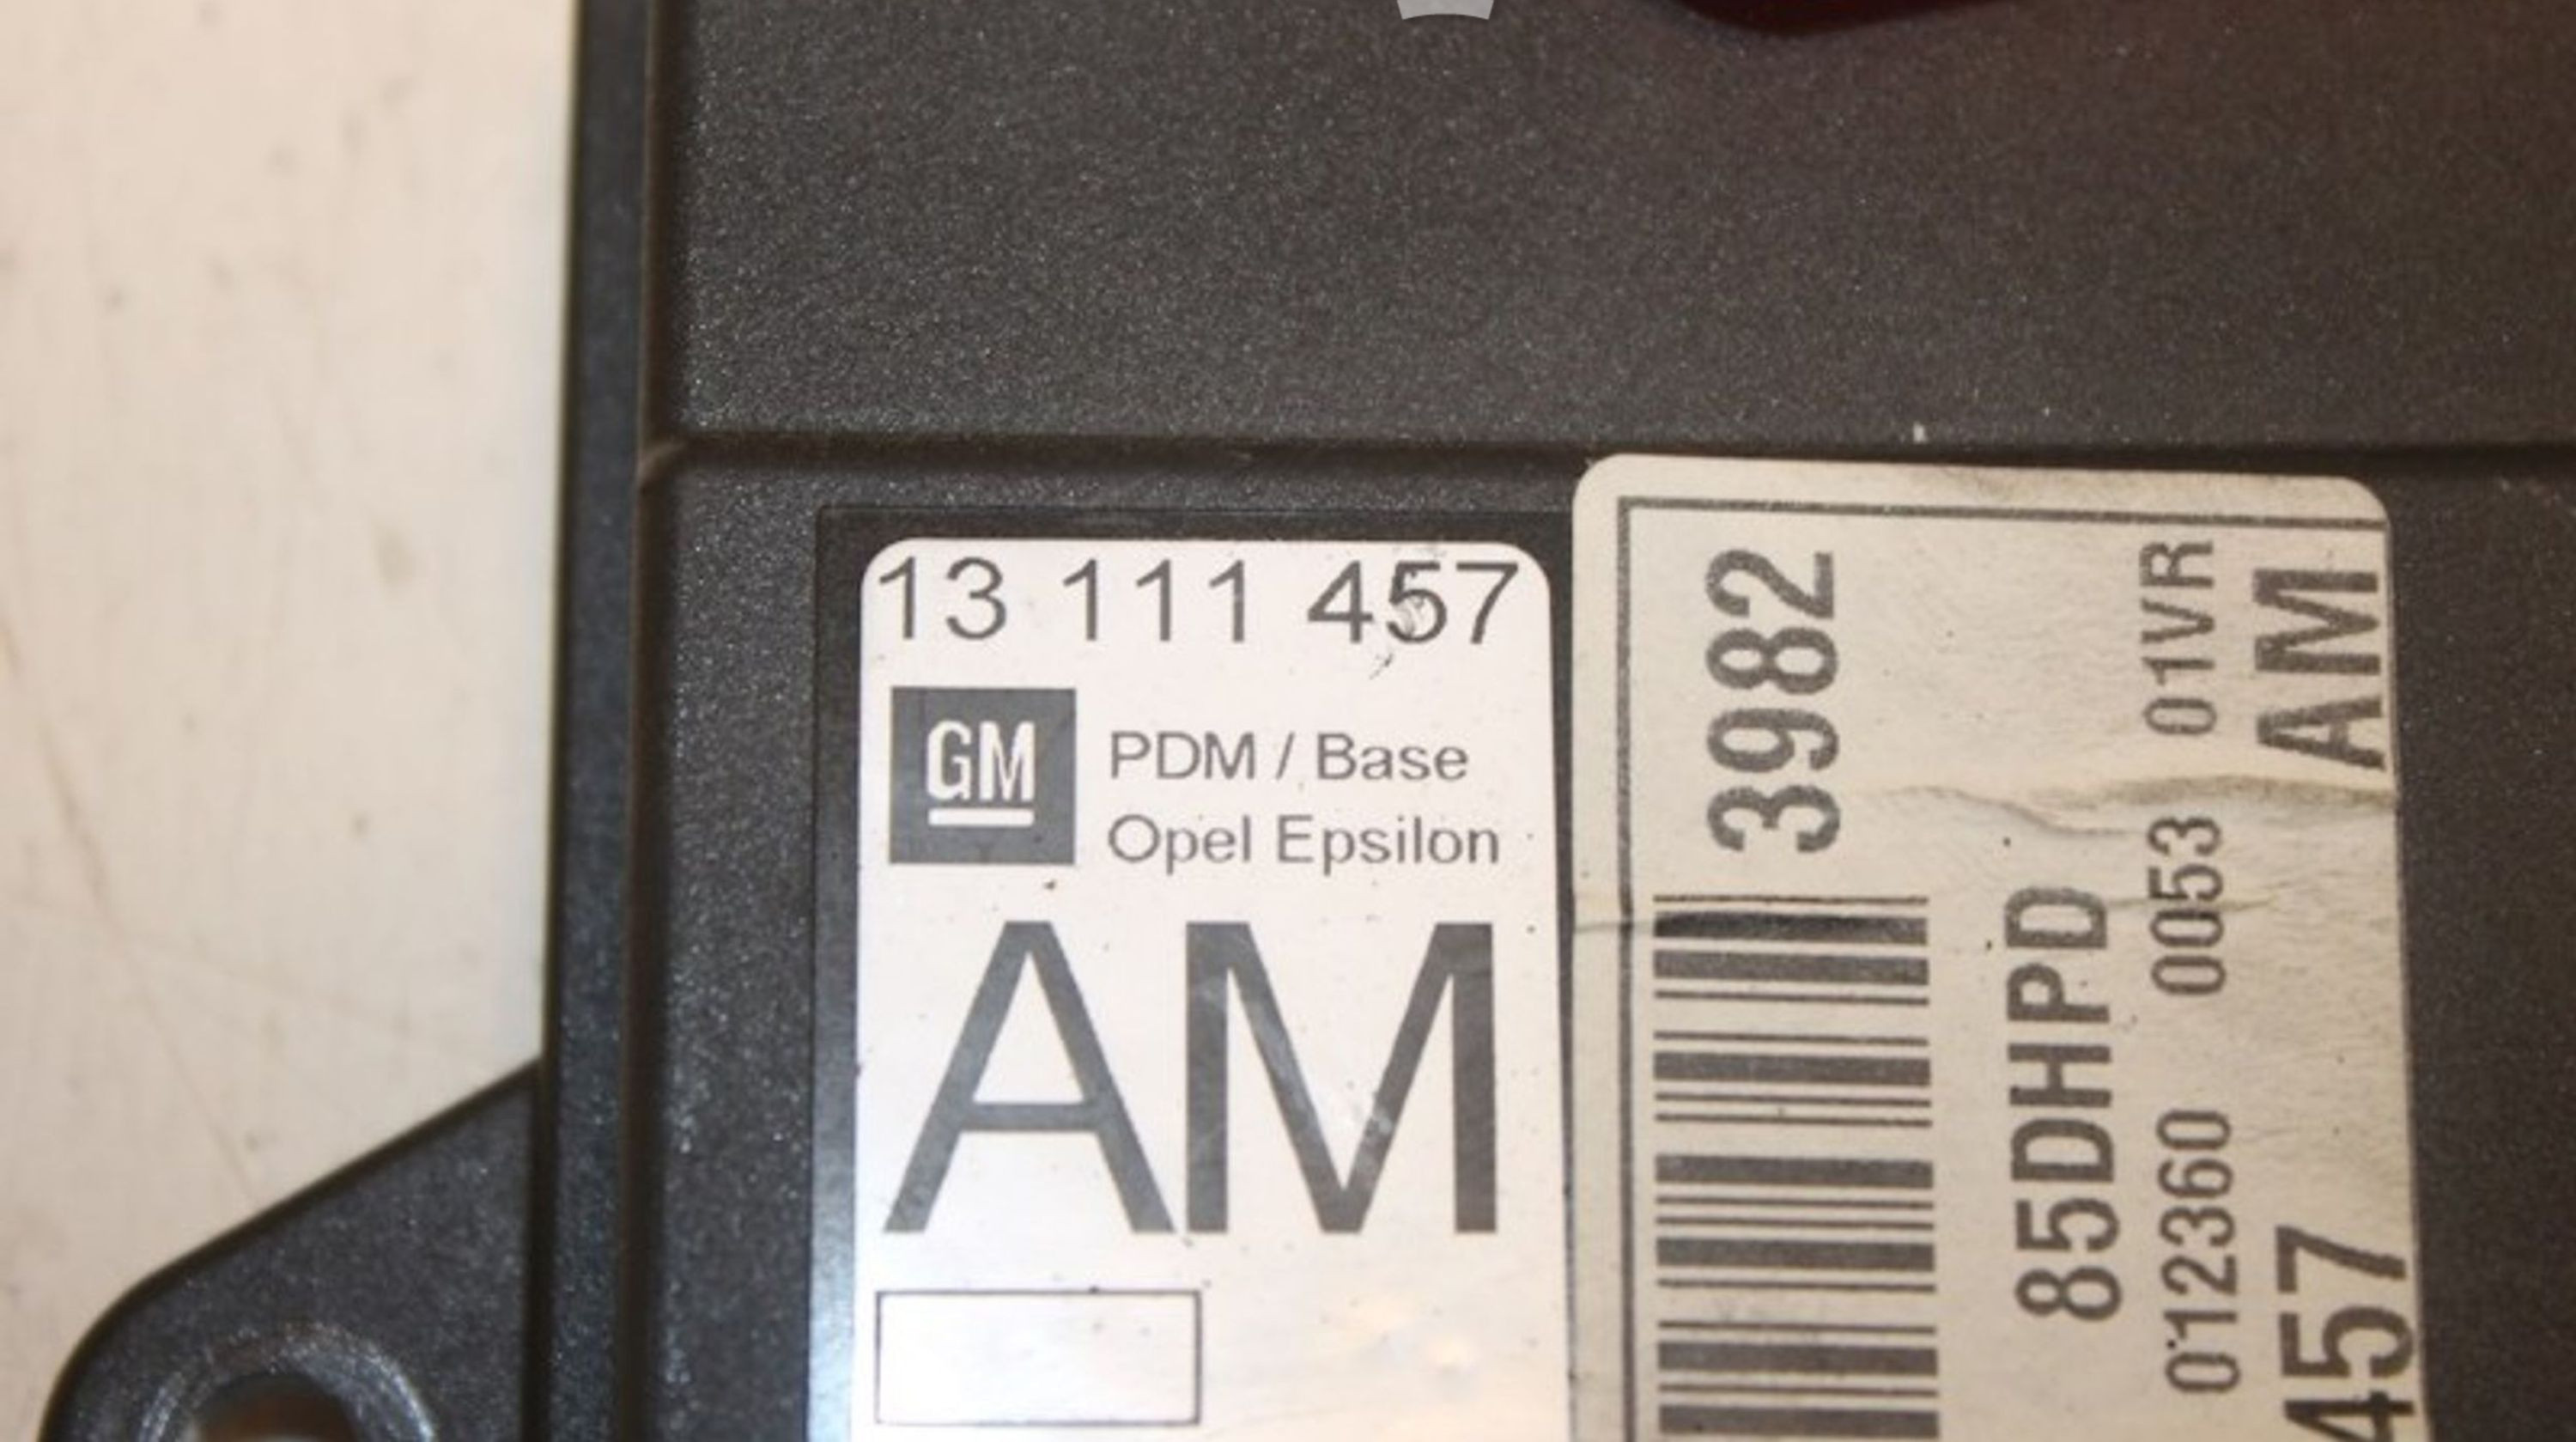 13 111 457
GM
PDM / Base
Opel Epsilon
AM
3982
85DHPD
012360 0053 01VR
457 AM